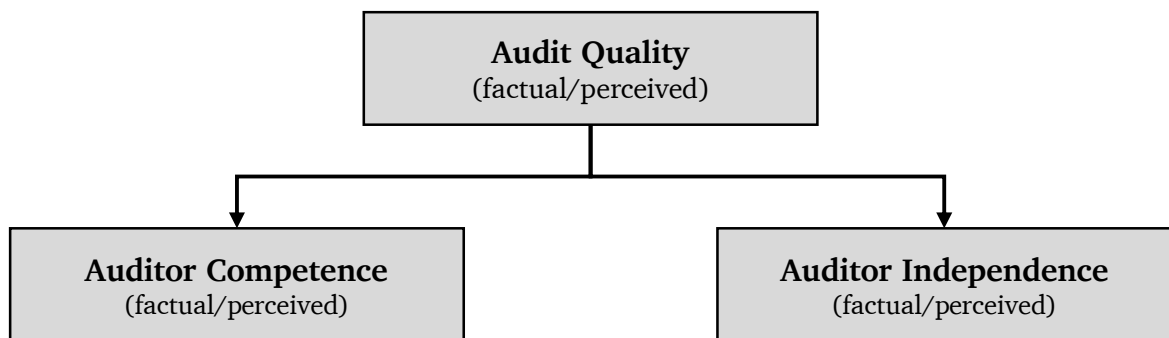 Audit Quality
(factual/perceived)
Auditor Competence
(factual/perceived)
Auditor Independence
(factual/perceived)